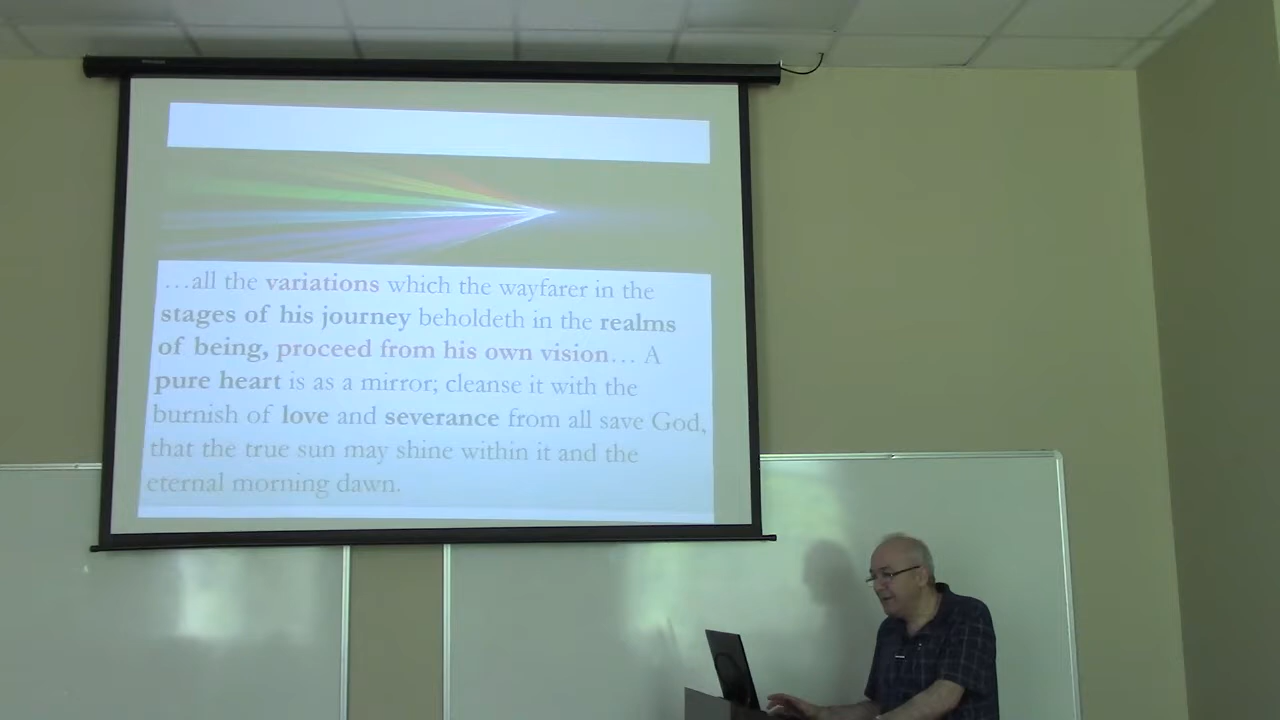 …all the variations which the wayfarer in the
stages of his journey beholdeth in the realms
of being, proceed from his own vision… A
pure heart is as a mirror; cleanse it with the
burnish of love and severance from all save God,
that the true sun may shine within it and the
eternal morning dawn.